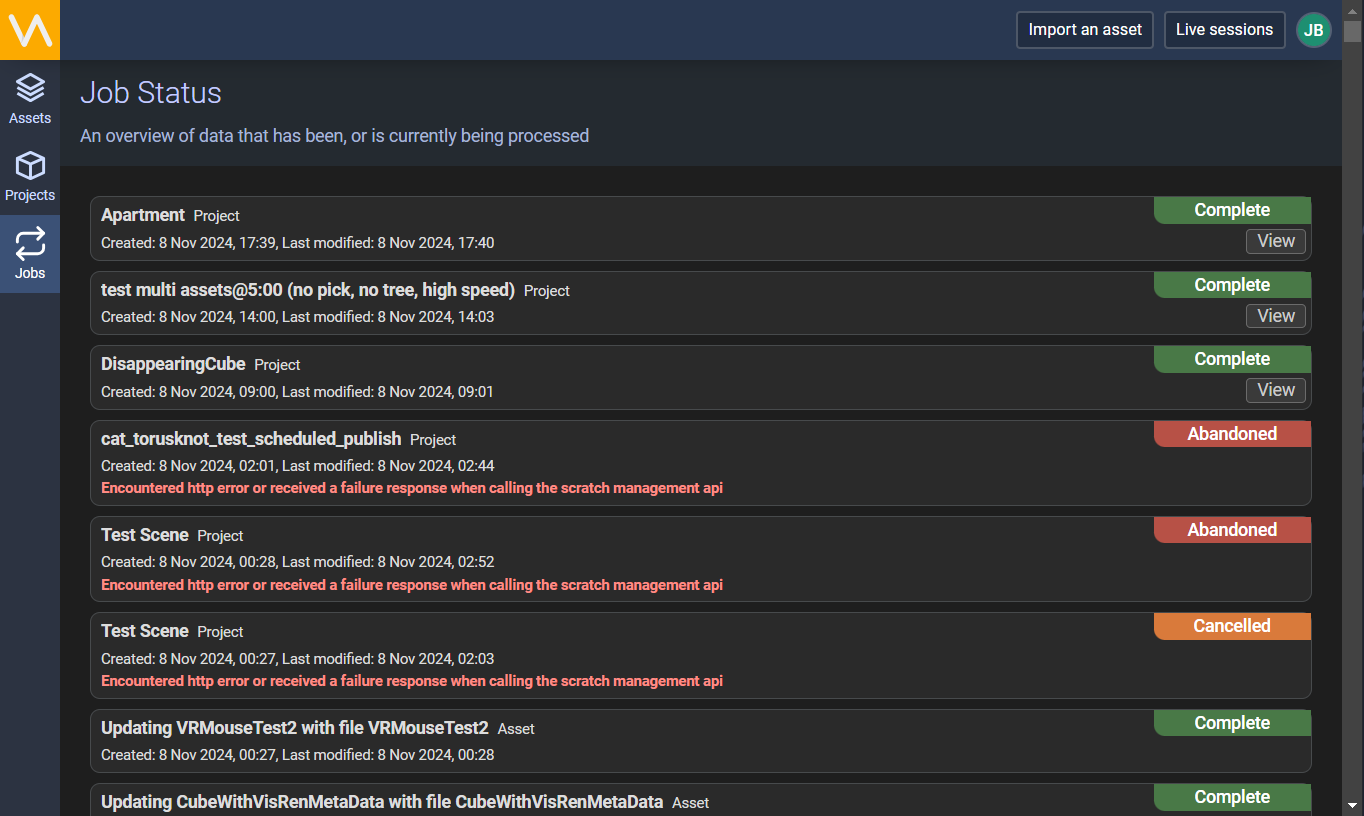 Import an asset Live sessions JB
Assets
Projects
Jobs
Job Status
An overview of data that has been, or is currently being processed
Apartment Project Complete
Created: 8 Nov 2024, 17:39, Last modified: 8 Nov 2024, 17:40 View
test multi assets@5:00 (no pick, no tree, high speed) Project Complete
Created: 8 Nov 2024, 14:00, Last modified: 8 Nov 2024, 14:03 View
DisappearingCube Project Complete
Created: 8 Nov 2024, 09:00, Last modified: 8 Nov 2024, 09:01 View
cat_torusknot_test_scheduled_publish Project Abandoned
Created: 8 Nov 2024, 02:01, Last modified: 8 Nov 2024, 02:44
Encountered http error or received a failure response when calling the scratch management api
Test Scene Project Abandoned
Created: 8 Nov 2024, 00:28, Last modified: 8 Nov 2024, 02:52
Encountered http error or received a failure response when calling the scratch management api
Test Scene Project Cancelled
Created: 8 Nov 2024, 00:27, Last modified: 8 Nov 2024, 02:03
Encountered http error or received a failure response when calling the scratch management api
Updating VRMouseTest2 with file VRMouseTest2 Asset Complete
Created: 8 Nov 2024, 00:27, Last modified: 8 Nov 2024, 00:28
Updating CubeWithVisRenMetaData with file CubeWithVisRenMetaData Asset Complete